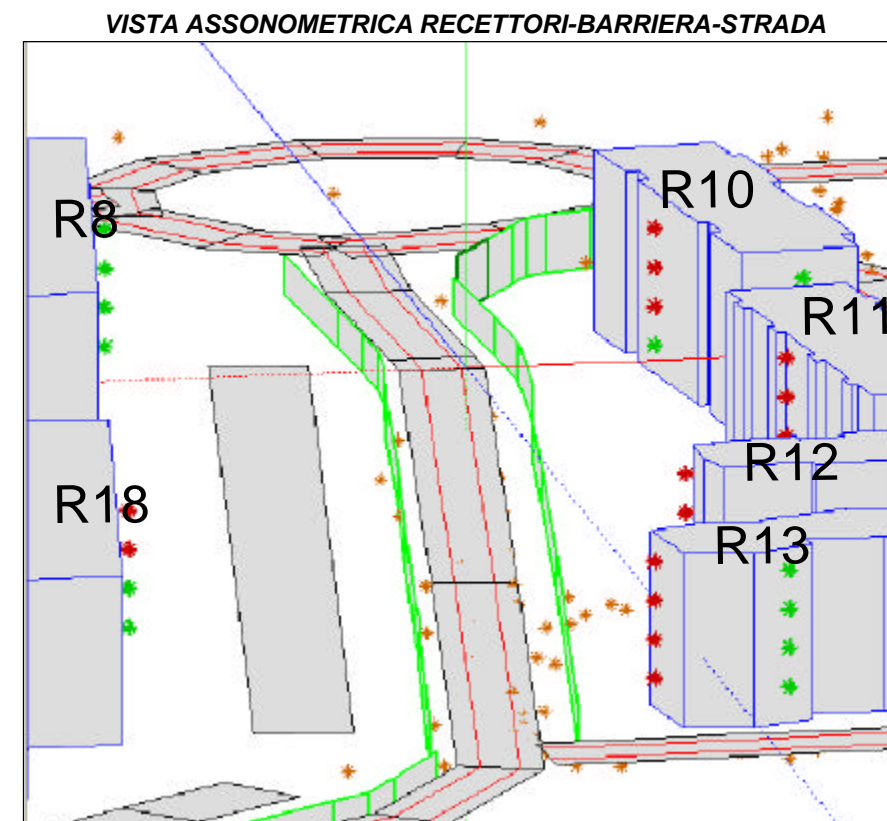 VISTA ASSONOMETRICA RECETTORI-BARRIERA-STRADA
R8
R10
R11
R12
R18
R13